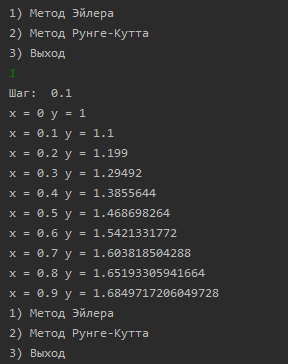 1) Метод Эйлера
2) Метод Рунге-Кутта
3) Выход
1
Шаг:  0.1
x = 0 y = 1
x = 0.1 y = 1.1
x = 0.2 y = 1.199
x = 0.3 y = 1.29492
x = 0.4 y = 1.3855644
x = 0.5 y = 1.468698264
x = 0.6 y = 1.5421331772
x = 0.7 y = 1.603818504288
x = 0.8 y = 1.65193305941664
x = 0.9 y = 1.6849717206049728
1) Метод Эйлера
2) Метод Рунге-Кутта
3) Выход